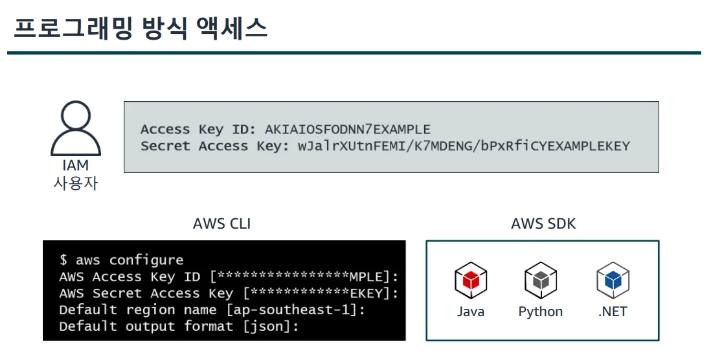 프로그래밍 방식 액세스
Access Key ID: AKIAIOSFODNN7EXAMPLE
Secret Access Key: wJalrXUtnFEMI/K7MDENG/bPxRfiCYEXAMPLEKEY
IAM
사용자
AWS CLI
$ aws configure
AWS Access Key ID [****************MPLE]:
AWS Secret Access Key [************EKEY]:
Default region name [ap-southeast-1]:
Default output format [json]:
AWS SDK
Java
Python
.NET